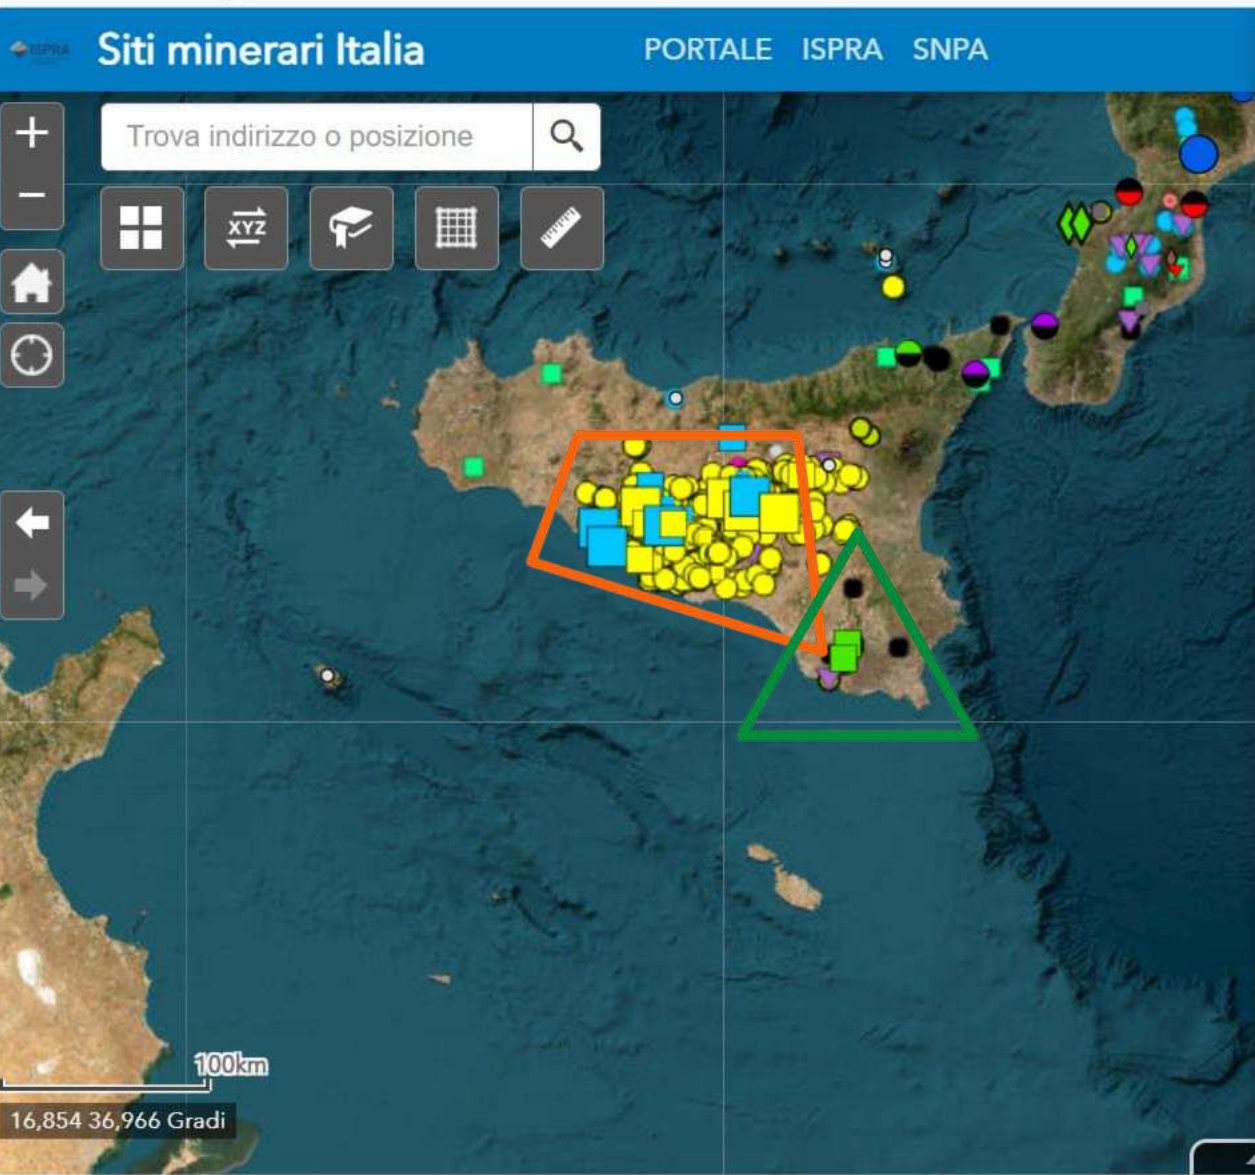 ISPRA
Siti minerari Italia
PORTALE ISPRA SNPA
+
Trova indirizzo o posizione
−
XYZ
100km
16,854 36,966 Gradi